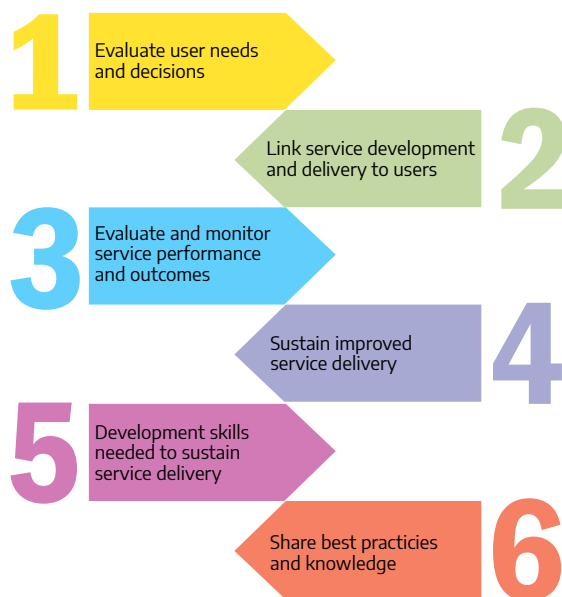 1
Evaluate user needs
and decisions
2
Link service development
and delivery to users
3
Evaluate and monitor
service performance
and outcomes
4
Sustain improved
service delivery
5
Development skills
needed to sustain
service delivery
6
Share best practicies
and knowledge